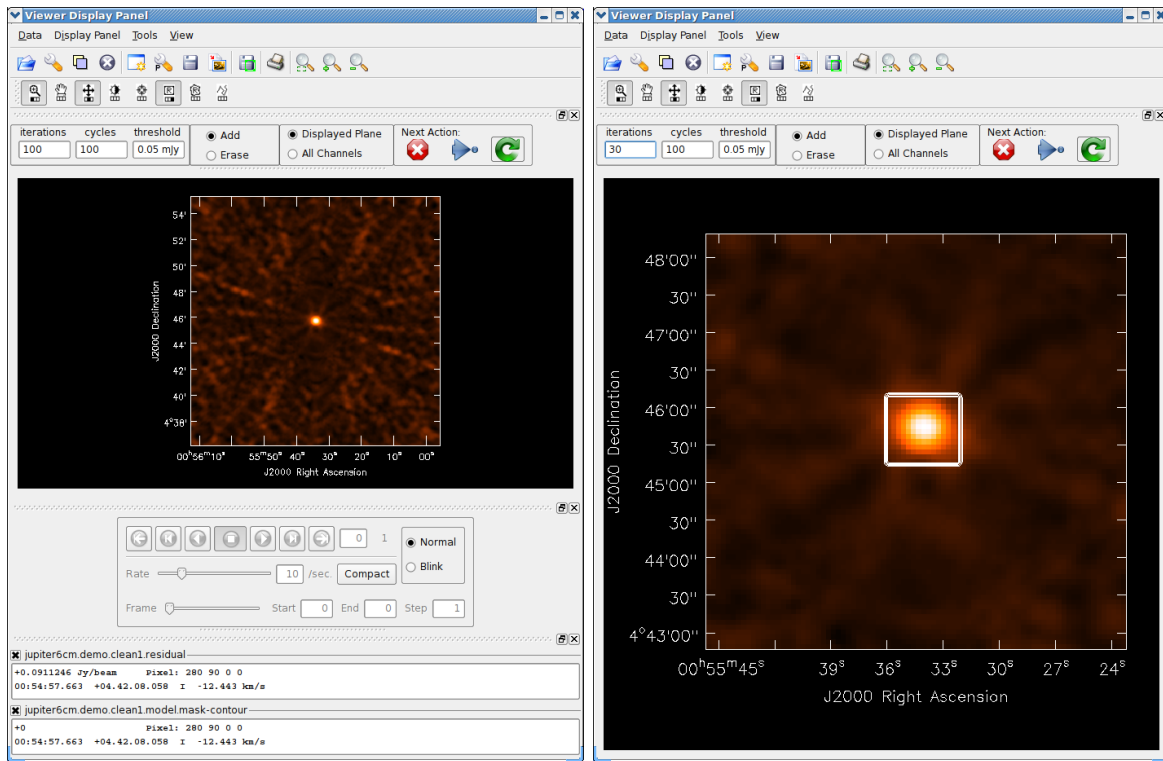 Viewer Display Panel
Data Display Panel Tools View
iterations cycles threshold
100 100 0.05 mJy
Add
Erase
Displayed Plane
All Channels
Next Action:
54'
52'
50'
48'
46'
44'
42'
40'
4°38'
J2000 Declination
00ʰ56ᵐ10ˢ 55ᵐ50ˢ 40ˢ 30ˢ 20ˢ 10ˢ 00ˢ
J2000 Right Ascension
0 1
Normal
Blink
Rate 10 /sec. Compact
Frame Start 0 End 0 Step 1
jupiter6cm.demo.clean1.residual
+0.0911246 Jy/beam Pixel: 280 90 0 0
00:54:57.663 +04.42.08.058 I -12.443 km/s
jupiter6cm.demo.clean1.model.mask-contour
+0 Pixel: 280 90 0 0
00:54:57.663 +04.42.08.058 I -12.443 km/s
Viewer Display Panel
Data Display Panel Tools View
iterations cycles threshold
30 100 0.05 mJy
Add
Erase
Displayed Plane
All Channels
Next Action:
48'00"
30"
47'00"
30"
46'00"
30"
45'00"
30"
44'00"
30"
4°43'00"
J2000 Declination
00ʰ55ᵐ45ˢ 39ˢ 36ˢ 33ˢ 30ˢ 27ˢ 24ˢ
J2000 Right Ascension